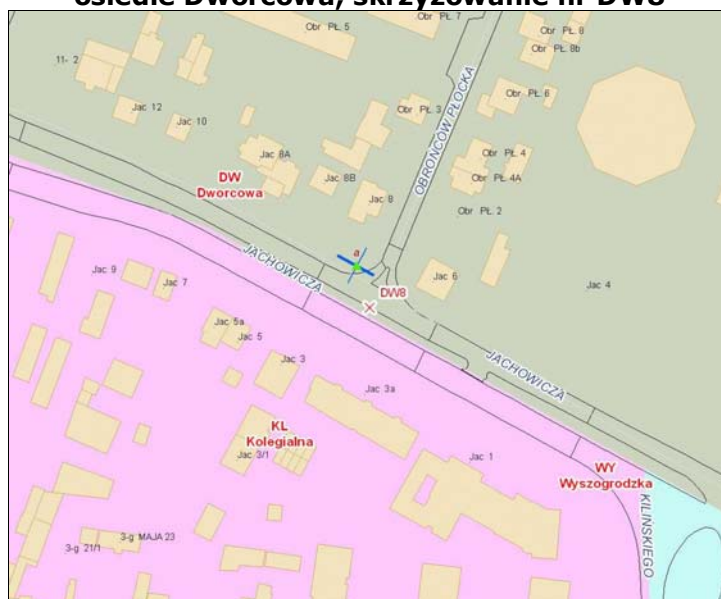 osiedle Dworcowa, skrzyżowanie nr DW8
Obr PŁ. 5
Obr PŁ. 7
Obr PŁ. 8
Obr PŁ. 8b
11- 2
Jac 12
Jac 10
Obr PŁ. 3
Obr PŁ. 6
OBROŃCÓW PŁOCKA
Jac 8A
Obr PŁ. 4
DW
Dworcowa
Jac 8B
Obr PŁ. 4A
Jac 8
Obr PŁ. 2
a
JACHOWICZA
Jac 9
Jac 7
Jac 6
Jac 4
DW8
Jac 5a
Jac 5
Jac 3
JACHOWICZA
Jac 3a
KL
Kolegialna
Jac 3/1
Jac 1
WY
Wyszogrodzka
KILIŃSKIEGO
3-g MAJA 23
3-g 21/1